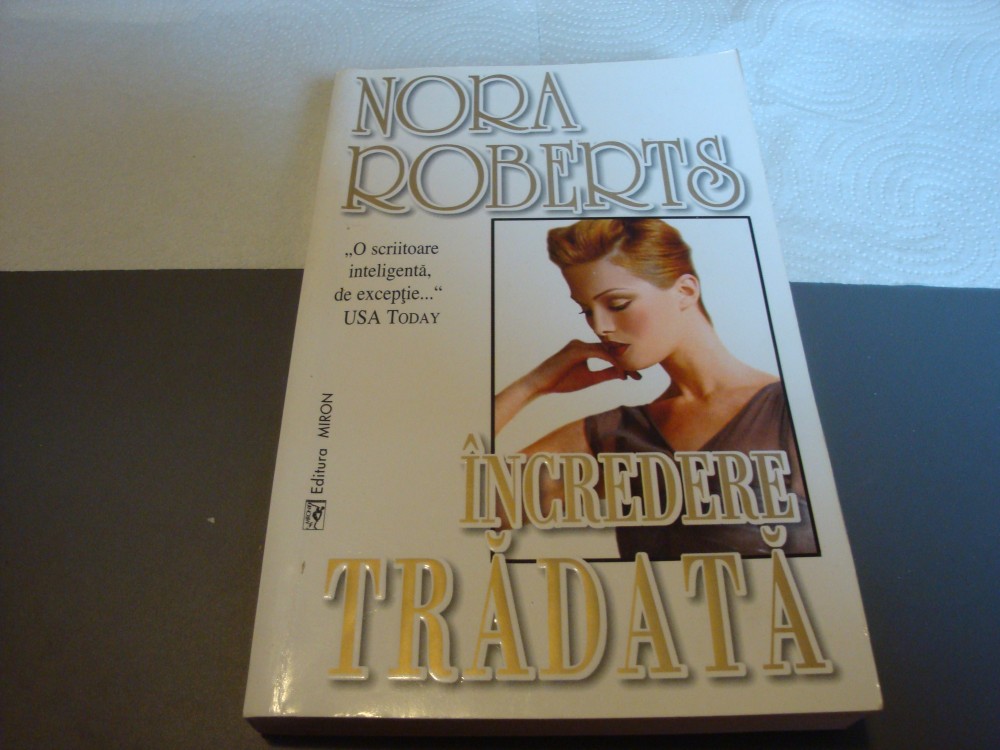 NORA
ROBERTS
„O scriitoare
inteligentă,
de excepţie...“
USA TODAY
Editura MIRON
ÎNCREDERE
TRĂDATĂ